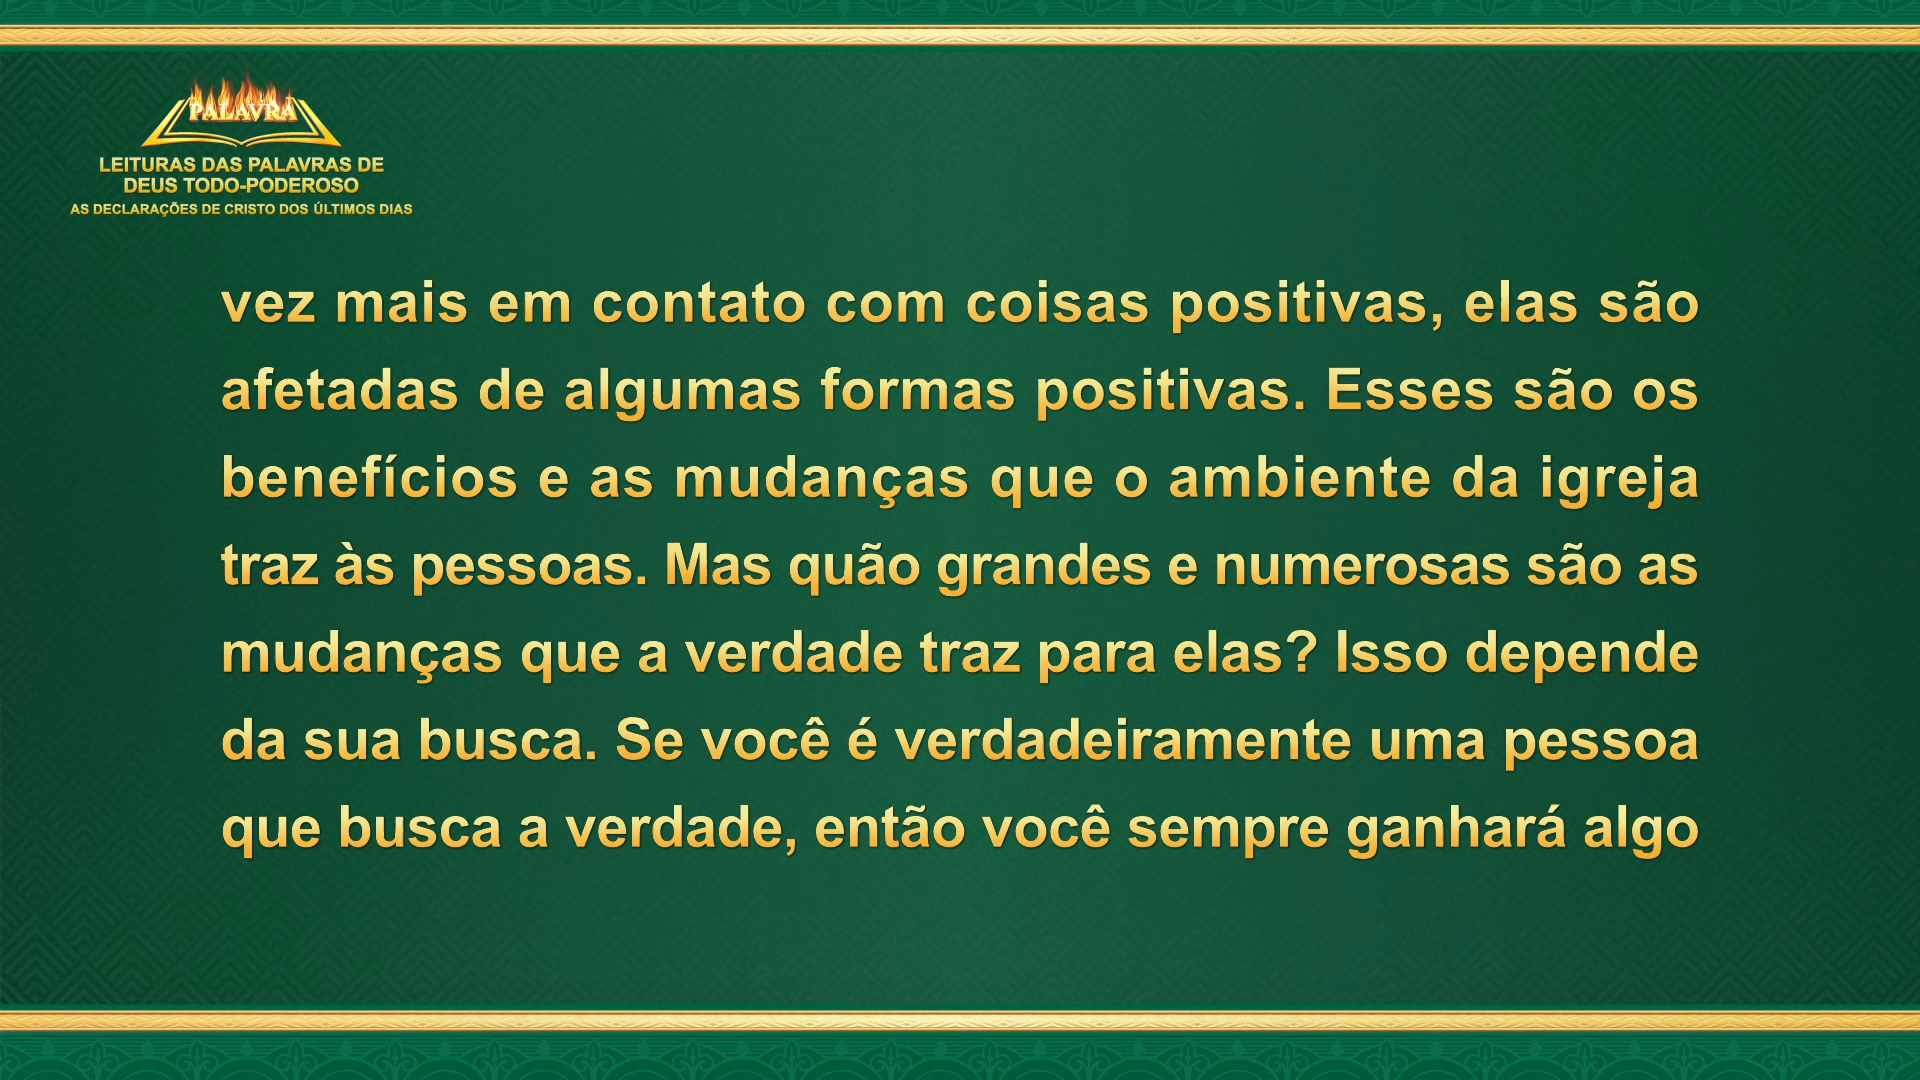 PALAVRA
LEITURAS DAS PALAVRAS DE
DEUS TODO-PODEROSO
AS DECLARAÇÕES DE CRISTO DOS ÚLTIMOS DIAS
vez mais em contato com coisas positivas, elas são
afetadas de algumas formas positivas. Esses são os
benefícios e as mudanças que o ambiente da igreja
traz às pessoas. Mas quão grandes e numerosas são as
mudanças que a verdade traz para elas? Isso depende
da sua busca. Se você é verdadeiramente uma pessoa
que busca a verdade, então você sempre ganhará algo